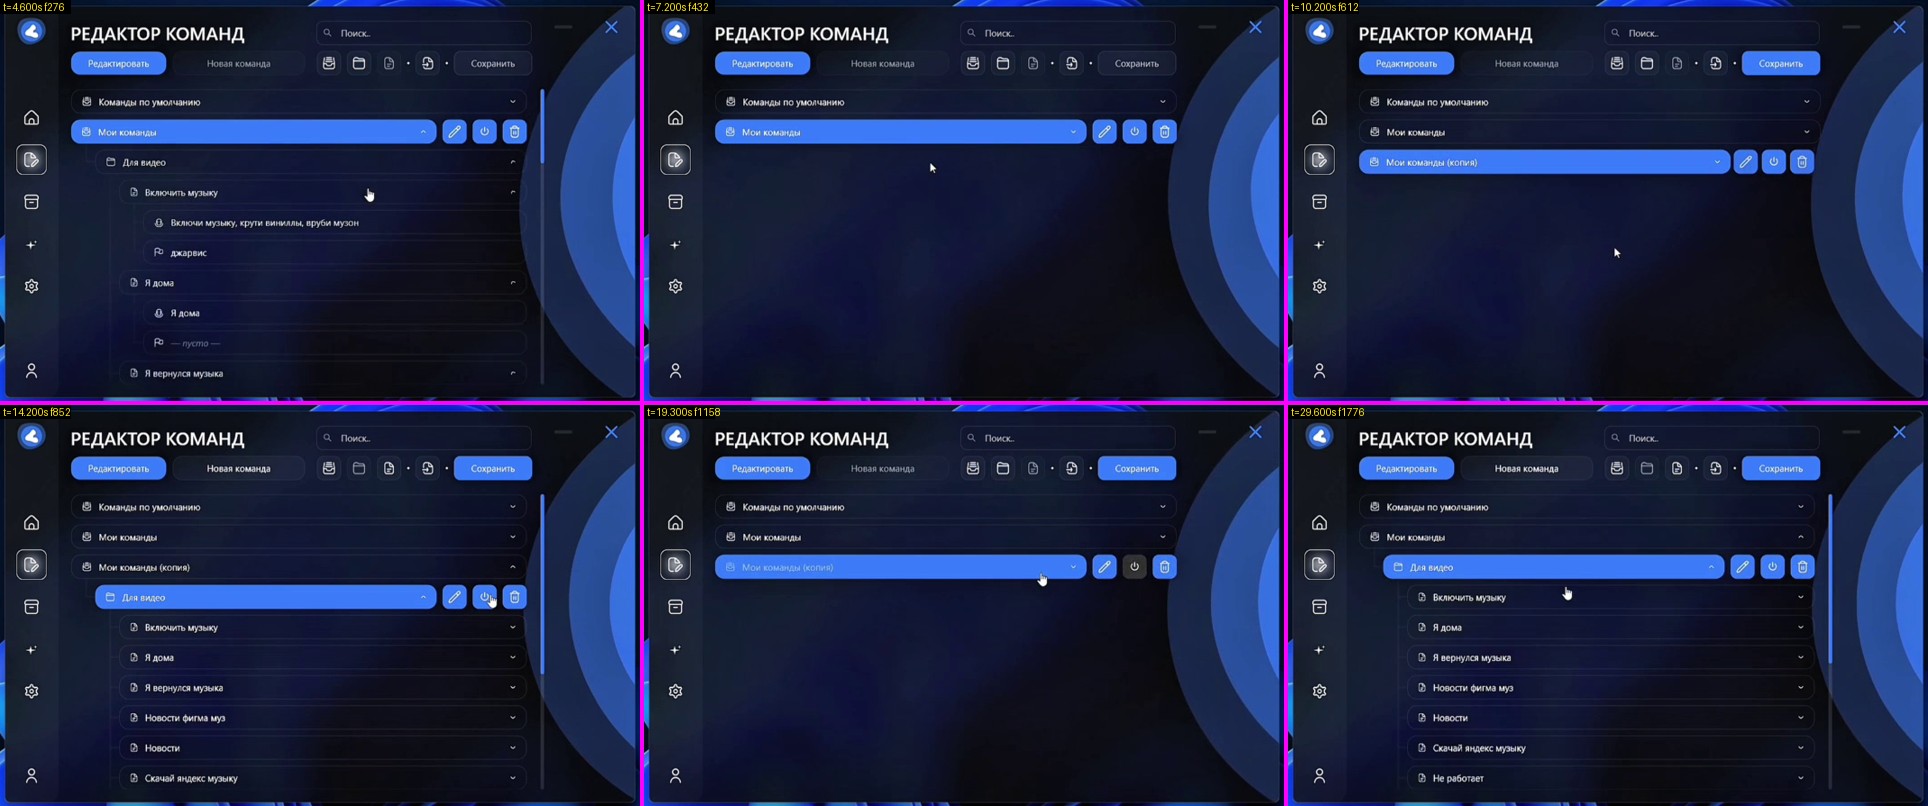 t=4.600s f276
РЕДАКТОР КОМАНД
Поиск..
Редактировать
Новая команда
Сохранить
Команды по умолчанию
Мои команды
Для видео
Включить музыку
Включи музыку, крути виниллы, вруби музон
джарвис
Я дома
Я дома
— пусто —
Я вернулся музыка
t=7.200s f432
РЕДАКТОР КОМАНД
Поиск..
Редактировать
Новая команда
Сохранить
Команды по умолчанию
Мои команды
t=10.200s f612
РЕДАКТОР КОМАНД
Поиск..
Редактировать
Новая команда
Сохранить
Команды по умолчанию
Мои команды
Мои команды (копия)
t=14.200s f852
РЕДАКТОР КОМАНД
Поиск..
Редактировать
Новая команда
Сохранить
Команды по умолчанию
Мои команды
Мои команды (копия)
Для видео
Включить музыку
Я дома
Я вернулся музыка
Новости фигма муз
Новости
Скачай яндекс музыку
t=19.300s f1158
РЕДАКТОР КОМАНД
Поиск..
Редактировать
Новая команда
Сохранить
Команды по умолчанию
Мои команды
Мои команды (копия)
t=29.600s f1776
РЕДАКТОР КОМАНД
Поиск..
Редактировать
Новая команда
Сохранить
Команды по умолчанию
Мои команды
Для видео
Включить музыку
Я дома
Я вернулся музыка
Новости фигма муз
Новости
Скачай яндекс музыку
Не работает